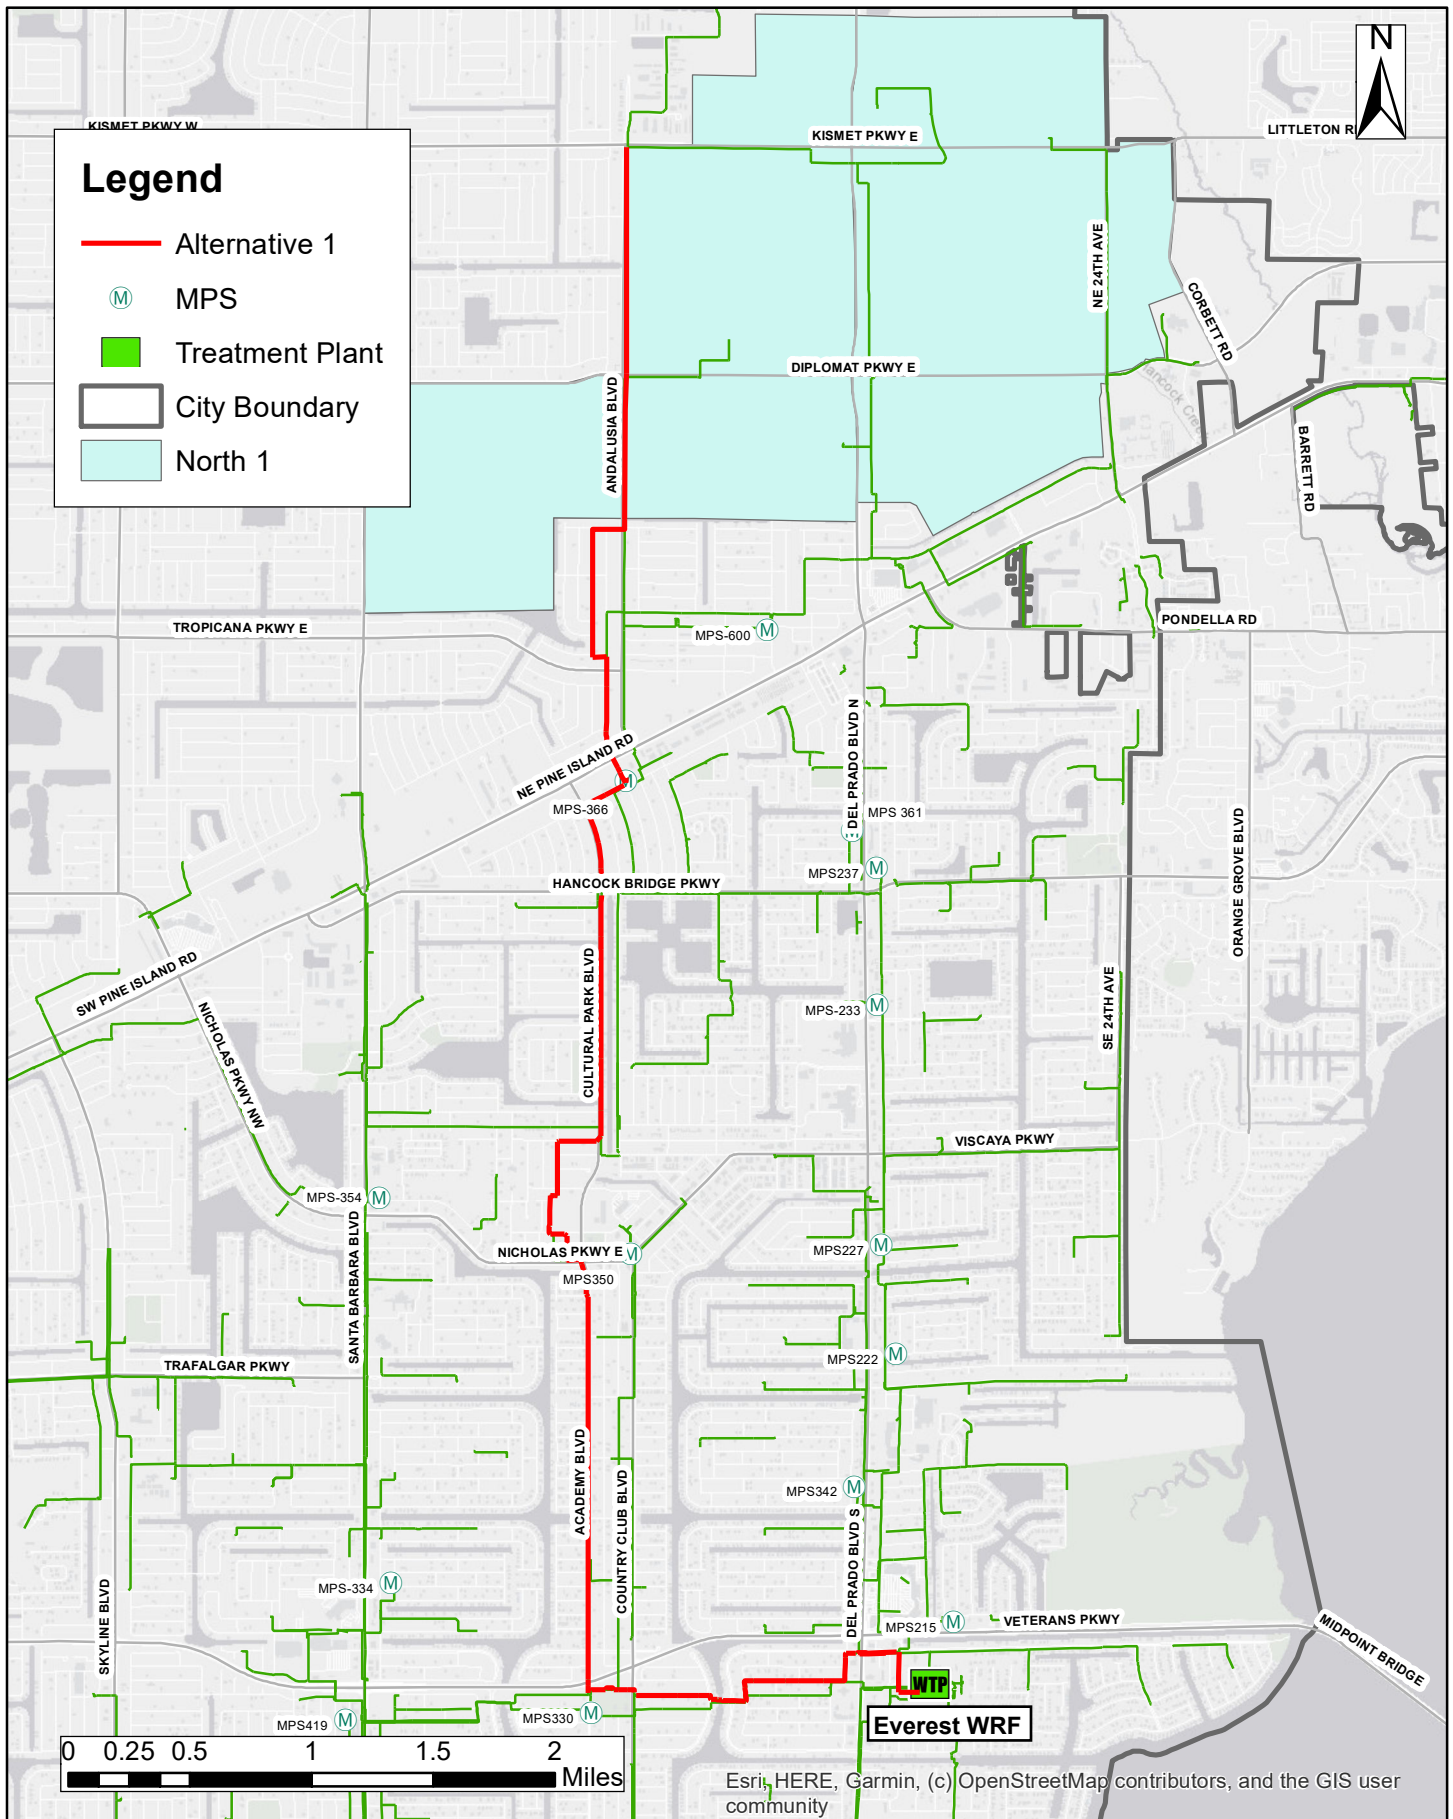 N
KISMET PKWY W
KISMET PKWY E
Legend
Alternative 1
M MPS
Treatment Plant
City Boundary
North 1
NE 24TH AVE
CORBETT RD
DIPLOMAT PKWY E
ANDALUSIA BLVD
Hancock Creek
BARRETT RD
TROPICANA PKWY E
MPS-600
M
PONDELLA RD
NE PINE ISLAND RD
M
MPS-366
DEL PRADO BLVD N
MPS 361
M
MPS237
M
HANCOCK BRIDGE PKWY
ORANGE GROVE BLVD
SW PINE ISLAND RD
CULTURAL PARK BLVD
MPS-233
M
SE 24TH AVE
NICHOLAS PKWY NW
VISCAYA PKWY
MPS-354
M
SANTA BARBARA BLVD
NICHOLAS PKWY E
M
MPS227
M
MPS350
MPS222
M
TRAFALGAR PKWY
ACADEMY BLVD
COUNTRY CLUB BLVD
MPS342
M
DEL PRADO BLVD S
MPS-334
M
SKYLINE BLVD
MPS215
M
VETERANS PKWY
MIDPOINT BRIDGE
WTP
Everest WRF
MPS419
M
MPS330
M
0 0.25 0.5 1 1.5 2
Miles
Esri, HERE, Garmin, (c) OpenStreetMap contributors, and the GIS user
community